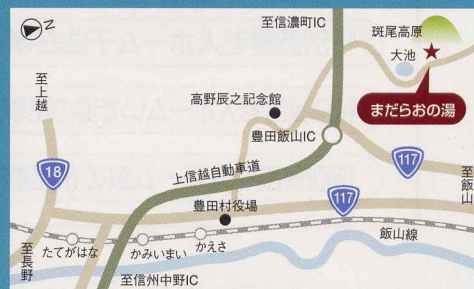 N
至信濃町IC
斑尾高原
大池
まだらおの湯
至上越
高野辰之記念館
豊田飯山IC
18
上信越自動車道
117
至飯山
豊田村役場
117
飯山線
至長野
たてがはな
かみいまい
かえさ
至信州中野IC